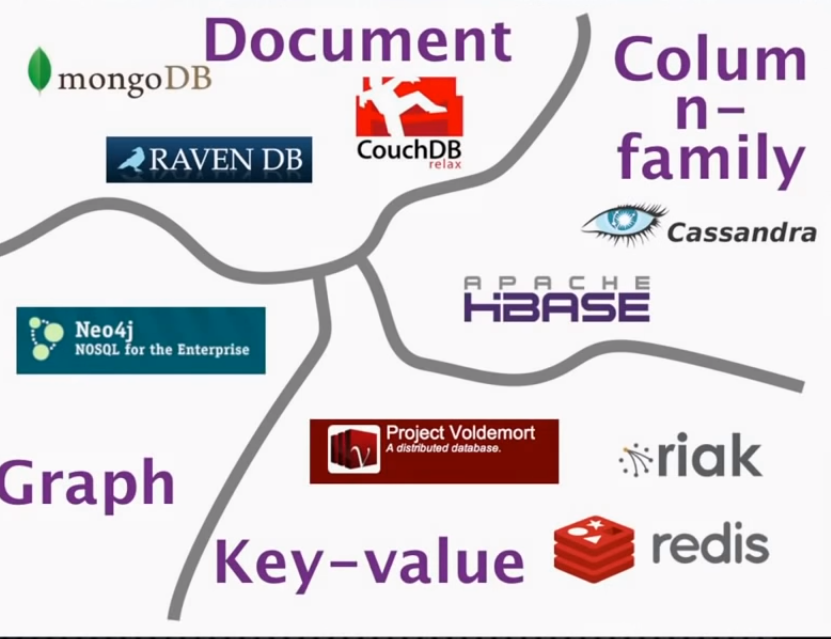 Document
mongoDB
CouchDB
relax
RAVEN DB
Colum
n-
family
Cassandra
APACHE
HBASE
Neo4j
NOSQL for the Enterprise
Graph
Project Voldemort
A distributed database.
V
riak
redis
Key-value